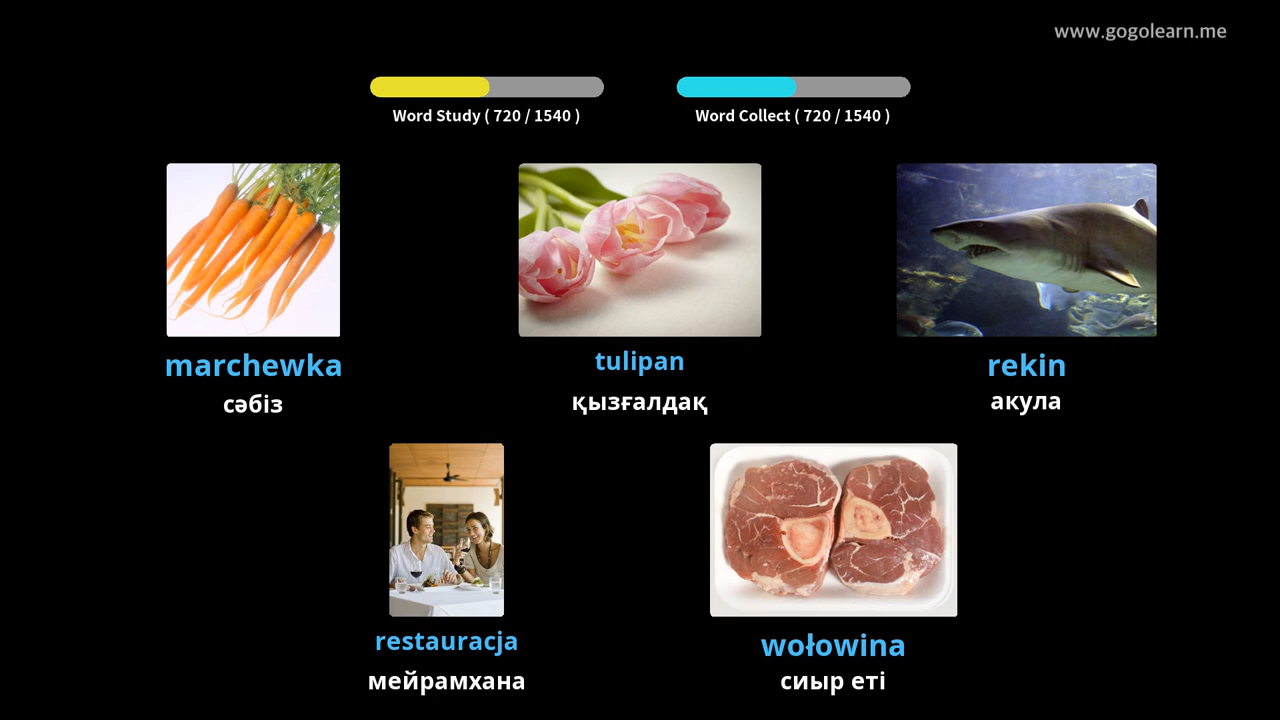 www.gogolearn.me
Word Study ( 720 / 1540 )
Word Collect ( 720 / 1540 )
marchewka
сәбіз
tulipan
қызғалдақ
rekin
акула
restauracja
мейрамхана
wołowina
сиыр еті